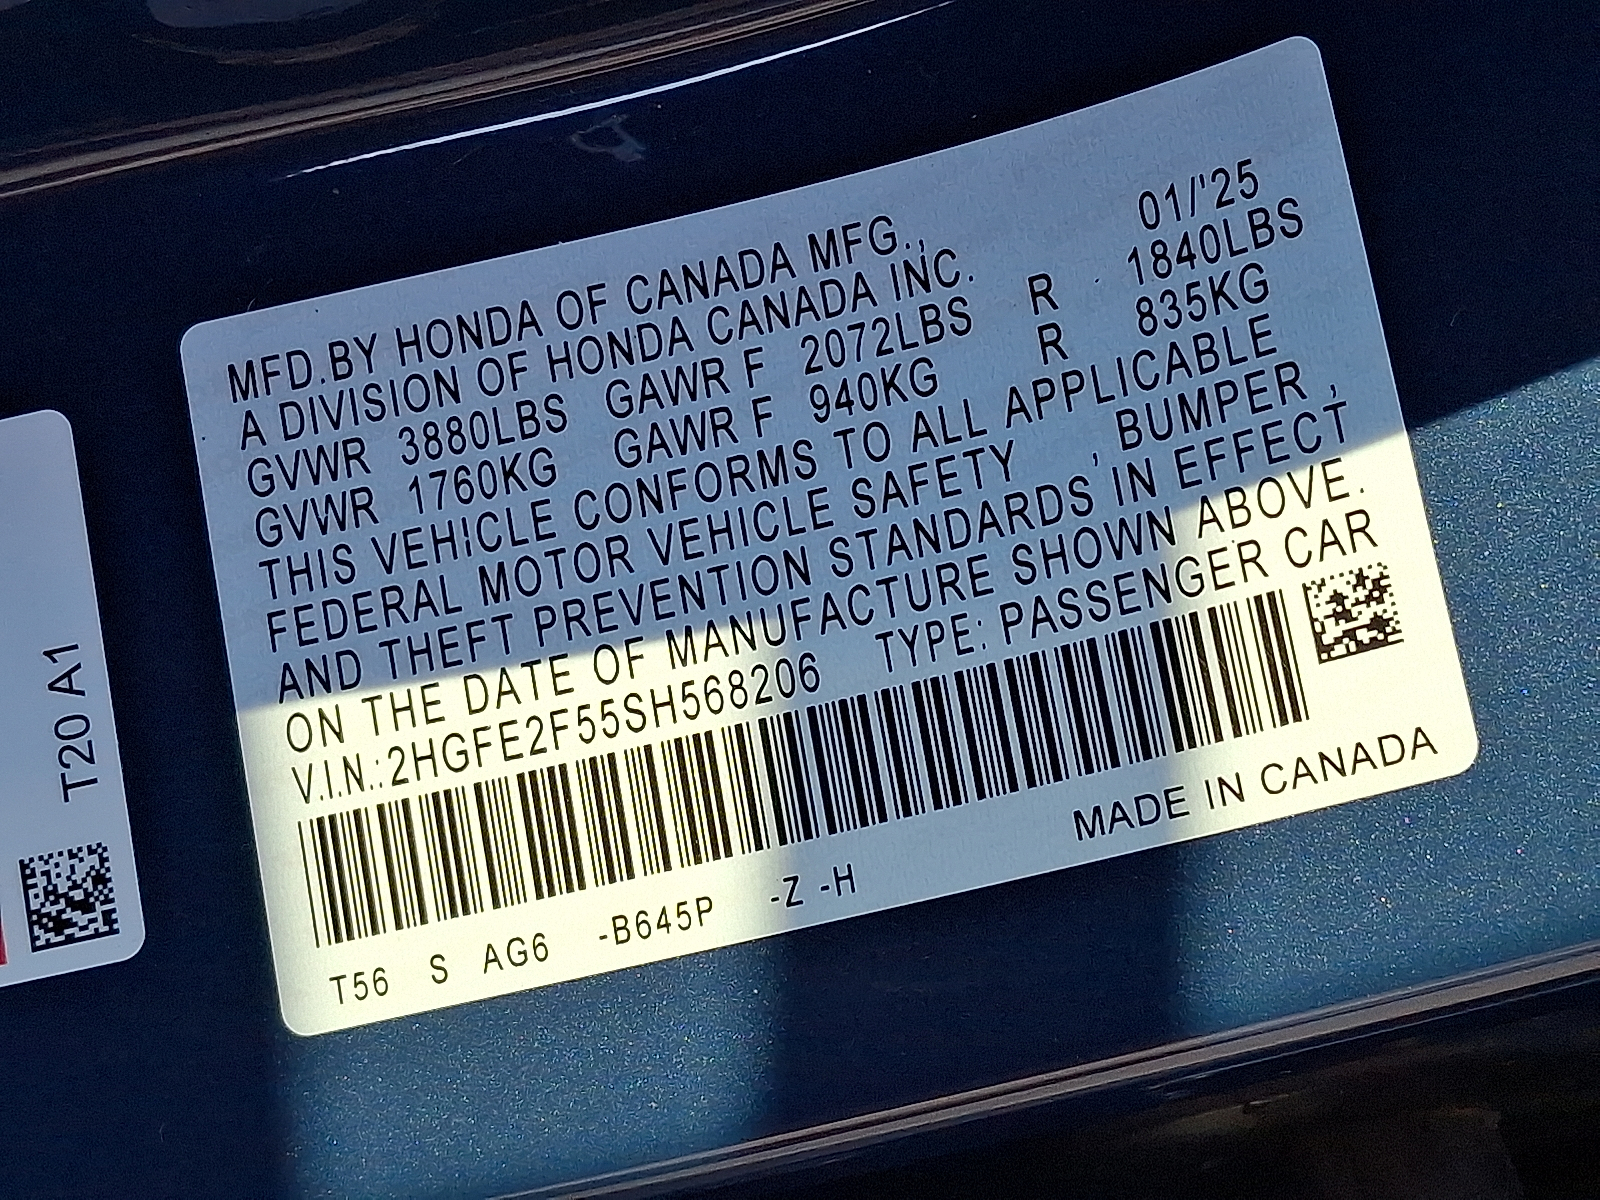 MFD.BY HONDA OF CANADA MFG., 01/'25
A DIVISION OF HONDA CANADA INC.
GVWR 3880LBS GAWR F 2072LBS R 1840LBS
GVWR 1760KG GAWR F 940KG R 835KG
THIS VEHICLE CONFORMS TO ALL APPLICABLE
FEDERAL MOTOR VEHICLE SAFETY , BUMPER ,
AND THEFT PREVENTION STANDARDS IN EFFECT
ON THE DATE OF MANUFACTURE SHOWN ABOVE.
V.I.N.:2HGFE2F55SH568206 TYPE: PASSENGER CAR
MADE IN CANADA
T56 S AG6 -B645P -Z -H
T20 A1